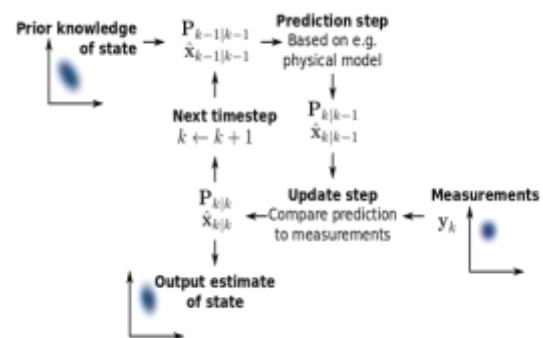 Prior knowledge
of state
P_{k−1|k−1}
x̂_{k−1|k−1}
Prediction step
Based on e.g.
physical model
Next timestep
k ← k + 1
P_{k|k−1}
x̂_{k|k−1}
P_{k|k}
x̂_{k|k}
Update step
Compare prediction
to measurements
Measurements
y_k
Output estimate
of state